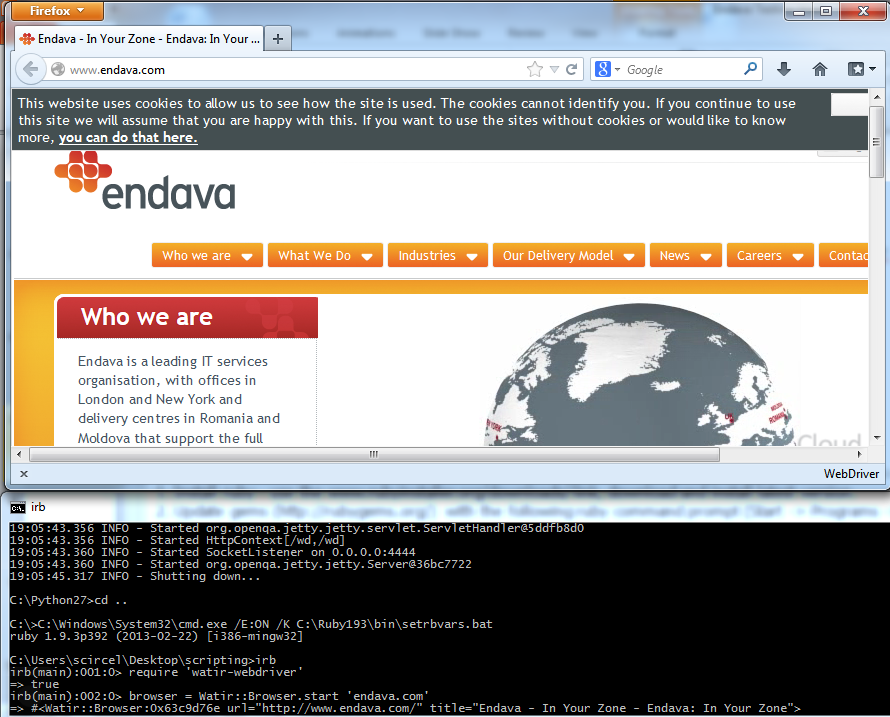 Firefox
Endava - In Your Zone - Endava: In Your ...
www.endava.com
Google
This website uses cookies to allow us to see how the site is used. The cookies cannot identify you. If you continue to use
this site we will assume that you are happy with this. If you want to use the sites without cookies or would like to know
more, you can do that here.
endava
Who we are
What We Do
Industries
Our Delivery Model
News
Careers
Contac
Who we are
Endava is a leading IT services
organisation, with offices in
London and New York and
delivery centres in Romania and
Moldova that support the full
Cloud
WebDriver
irb
19:05:43.356 INFO - Started org.openqa.jetty.jetty.servlet.ServletHandler@5ddfb8d0
19:05:43.356 INFO - Started HttpContext[/wd,/wd]
19:05:43.360 INFO - Started SocketListener on 0.0.0.0:4444
19:05:43.360 INFO - Started org.openqa.jetty.jetty.Server@36bc7722
19:05:45.317 INFO - Shutting down...
C:\Python27>cd ..
C:\>C:\Windows\System32\cmd.exe /E:ON /K C:\Ruby193\bin\setrbvars.bat
ruby 1.9.3p392 (2013-02-22) [i386-mingw32]
C:\Users\scircel\Desktop\scripting>irb
irb(main):001:0> require 'watir-webdriver'
=> true
irb(main):002:0> browser = Watir::Browser.start 'endava.com'
=> #<Watir::Browser:0x63c9d76e url="http://www.endava.com/" title="Endava - In Your Zone - Endava: In Your Zone">